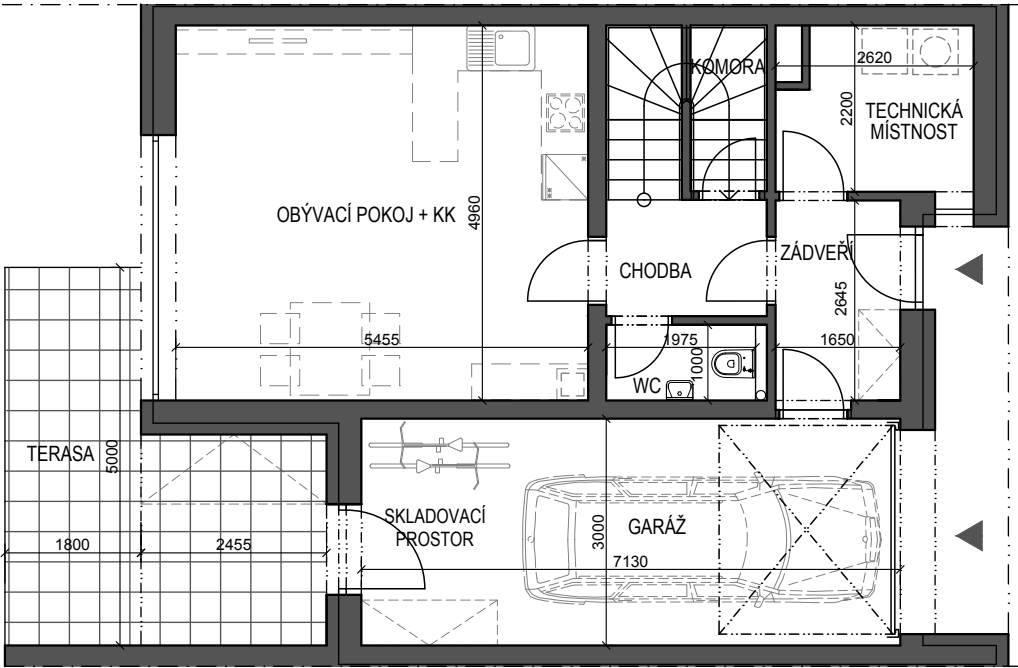 KOMORA
2620
2200
TECHNICKÁ
MÍSTNOST
OBÝVACÍ POKOJ + KK
4960
CHODBA
ZÁDVEŘÍ
2645
5455
1975
1650
WC
1000
TERASA
5000
SKLADOVACÍ
PROSTOR
GARÁŽ
3000
1800
2455
7130